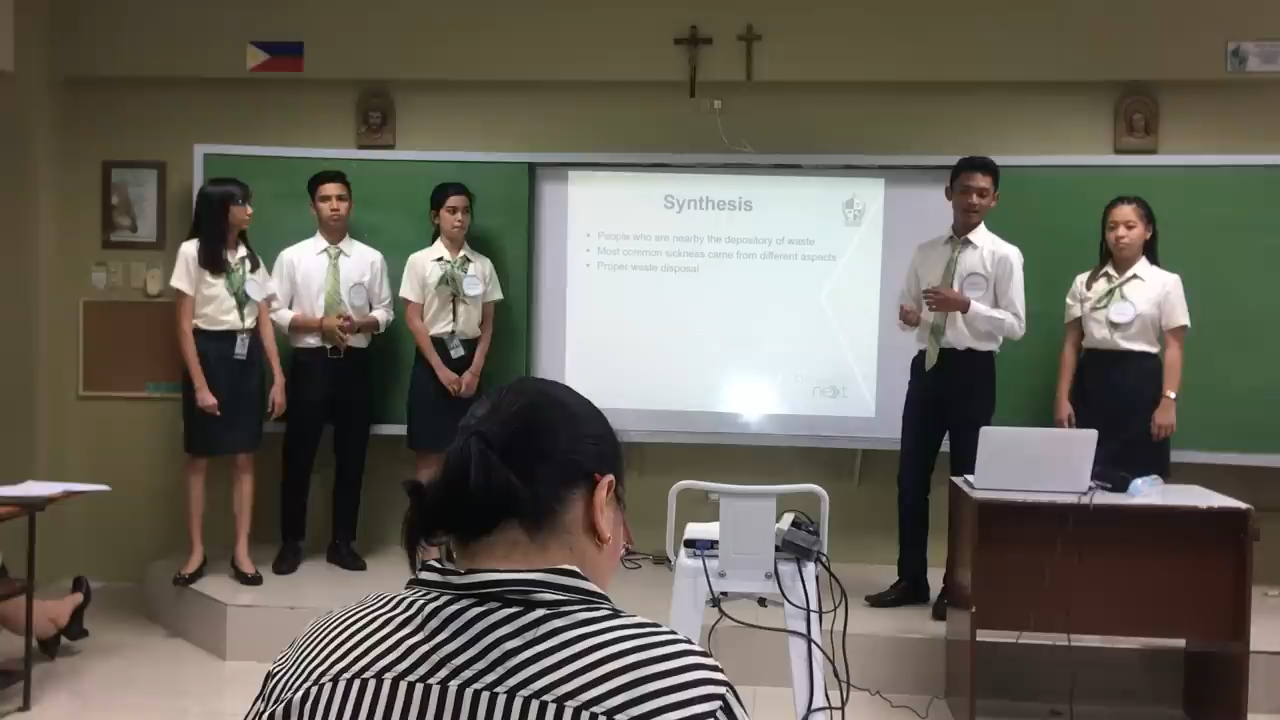 Synthesis
• People who are nearby the depository of waste
• Most common sickness came from different aspects
• Proper waste disposal
next